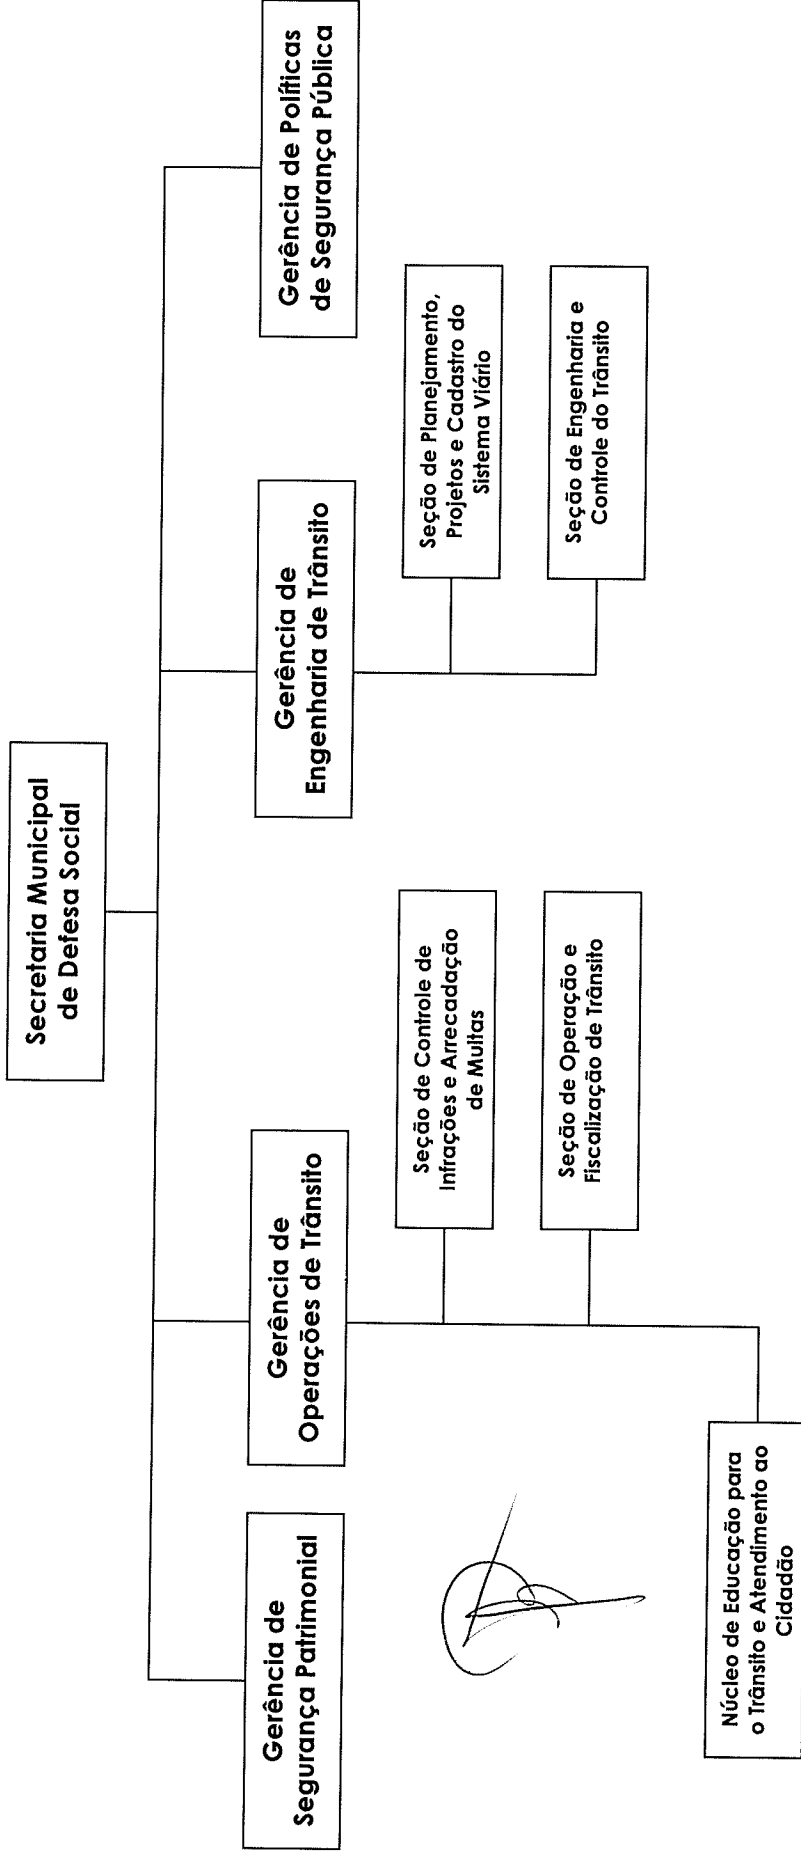 Secretaria Municipal
de Defesa Social
Gerência de
Segurança Patrimonial
Gerência de
Operações de Trânsito
Gerência de
Engenharia de Trânsito
Gerência de Políticas
de Segurança Pública
Seção de Controle de
Infrações e Arrecadação
de Multas
Seção de Operação e
Fiscalização de Trânsito
Núcleo de Educação para
o Trânsito e Atendimento ao
Cidadão
Seção de Planejamento,
Projetos e Cadastro do
Sistema Viário
Seção de Engenharia e
Controle do Trânsito